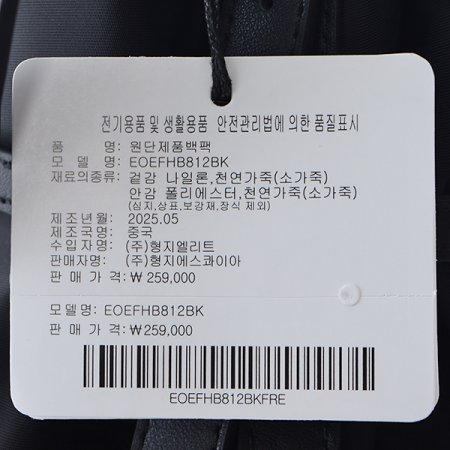 전기용품 및 생활용품 안전관리법에 의한 품질표시
품 명: 원단제품백팩
모 델 명: EOEFHB812BK
재료의종류: 겉감 나일론,천연가죽(소가죽)
안감 폴리에스터,천연가죽(소가죽)
(심지,상표,보강재,장식 제외)
제조년월: 2025.05
제조국명: 중국
수입자명: (주)형지엘리트
판매자명: (주)형지에스콰이아
판 매 가 격: ₩ 259,000
모 델 명: EOEFHB812BK
판 매 가 격: ₩ 259,000
EOEFHB812BKFRE